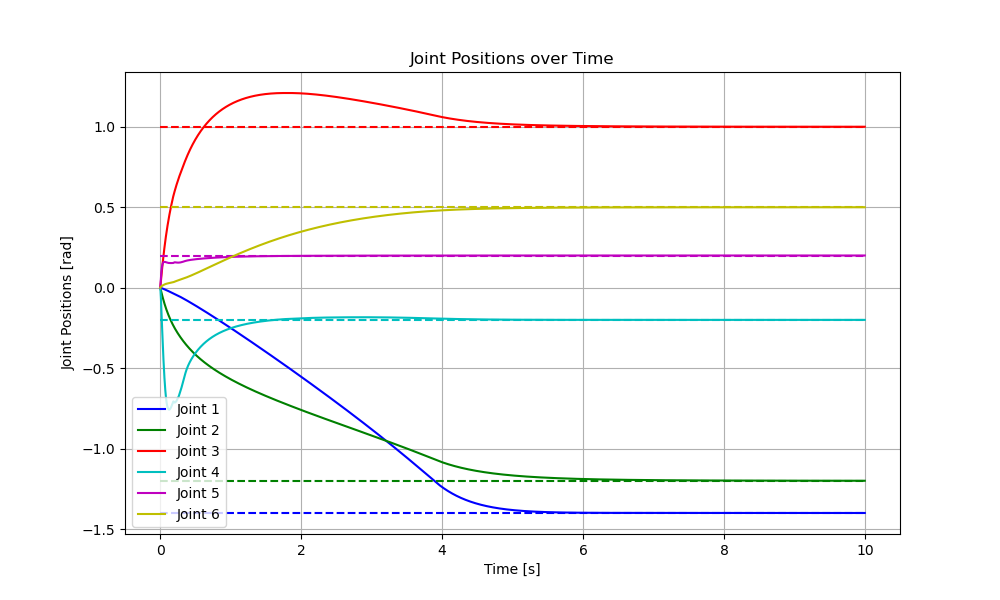 Joint Positions over Time
Joint Positions [rad]
1.0
0.5
0.0
−0.5
−1.0
−1.5
Joint 1
Joint 2
Joint 3
Joint 4
Joint 5
Joint 6
0 2 4 6 8 10
Time [s]